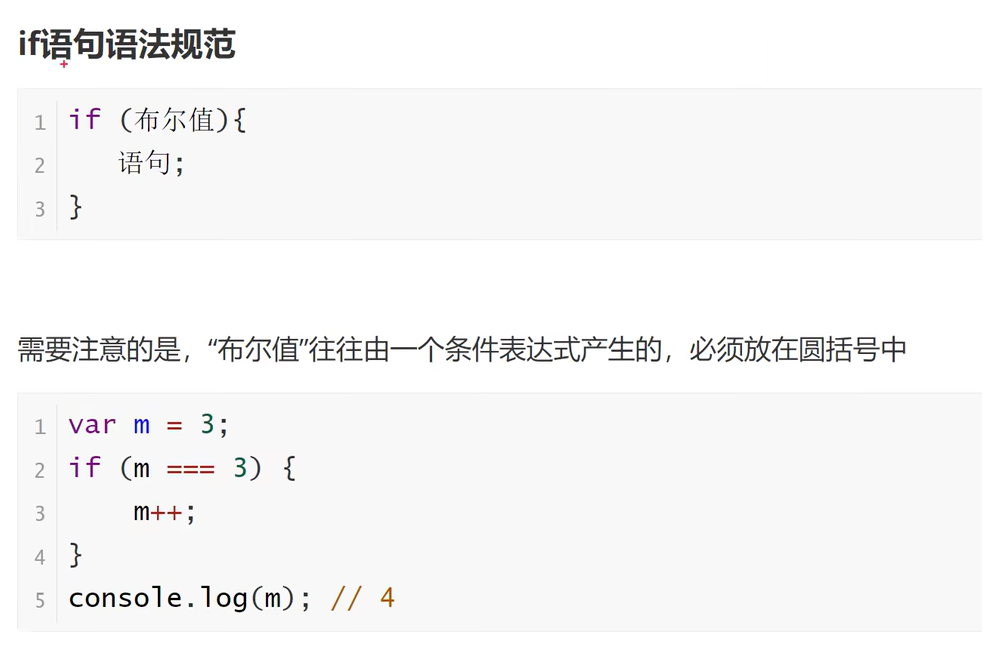 if语句语法规范
1 if (布尔值){
2    语句;
3 }
需要注意的是，“布尔值”往往由一个条件表达式产生的，必须放在圆括号中
1 var m = 3;
2 if (m === 3) {
3     m++;
4 }
5 console.log(m); // 4